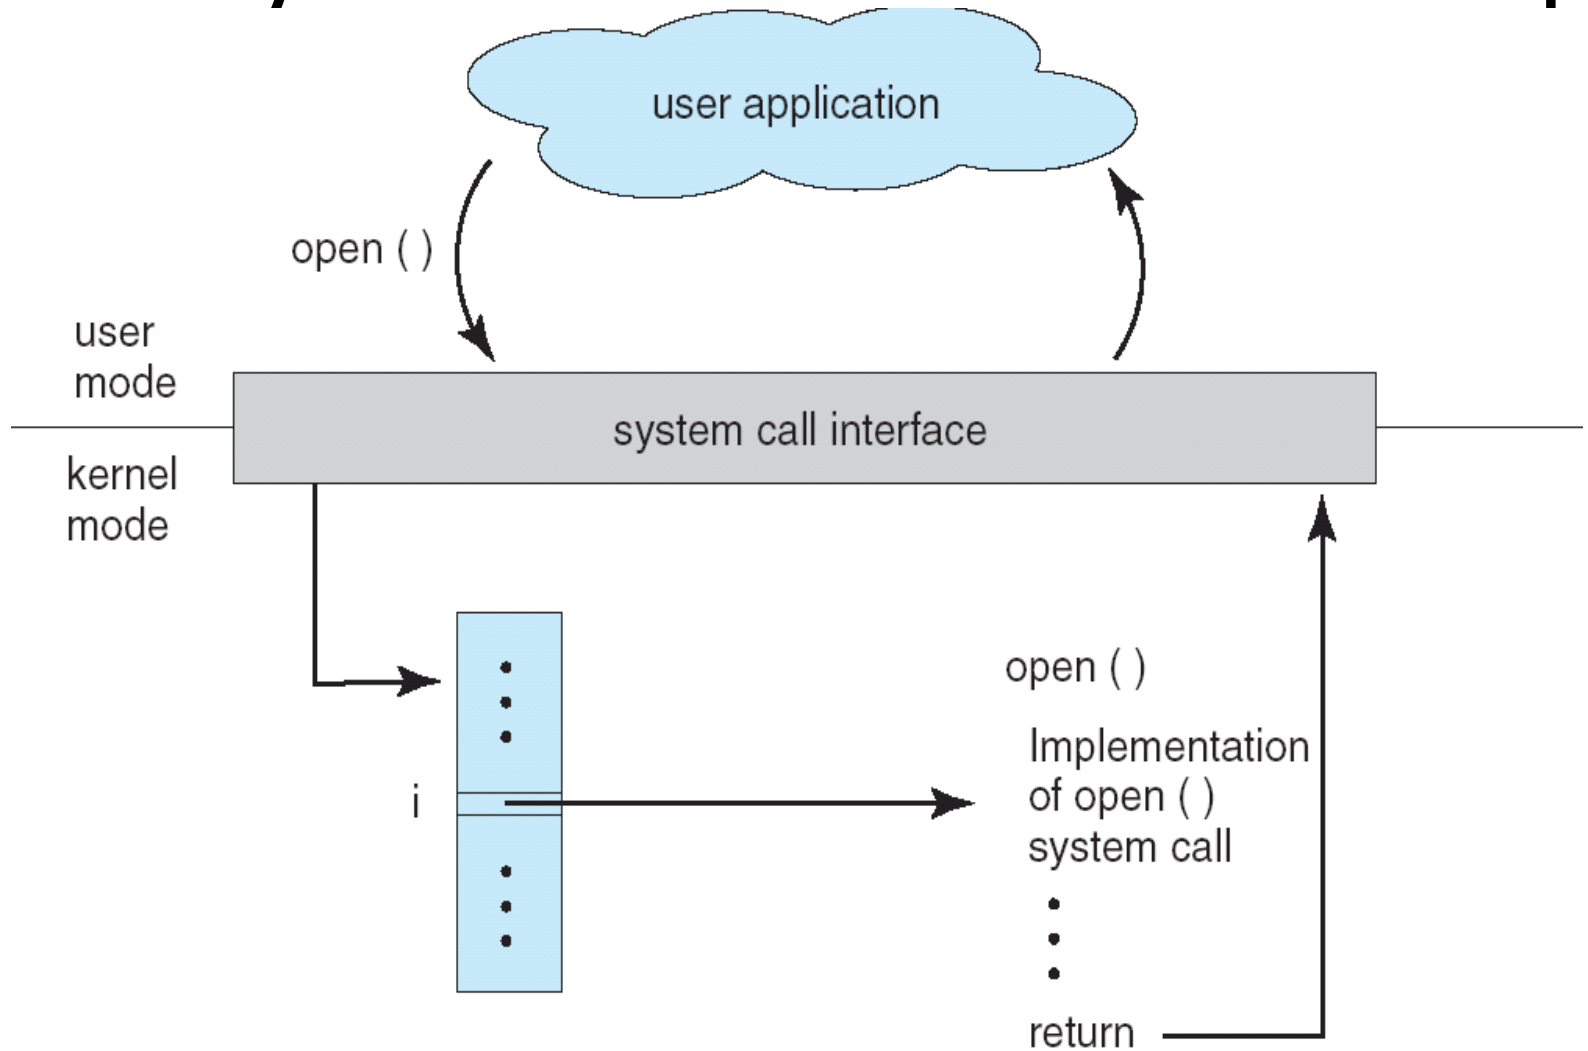 user application
open ( )
user
mode
system call interface
kernel
mode
open ( )
i
Implementation
of open ( )
system call
return